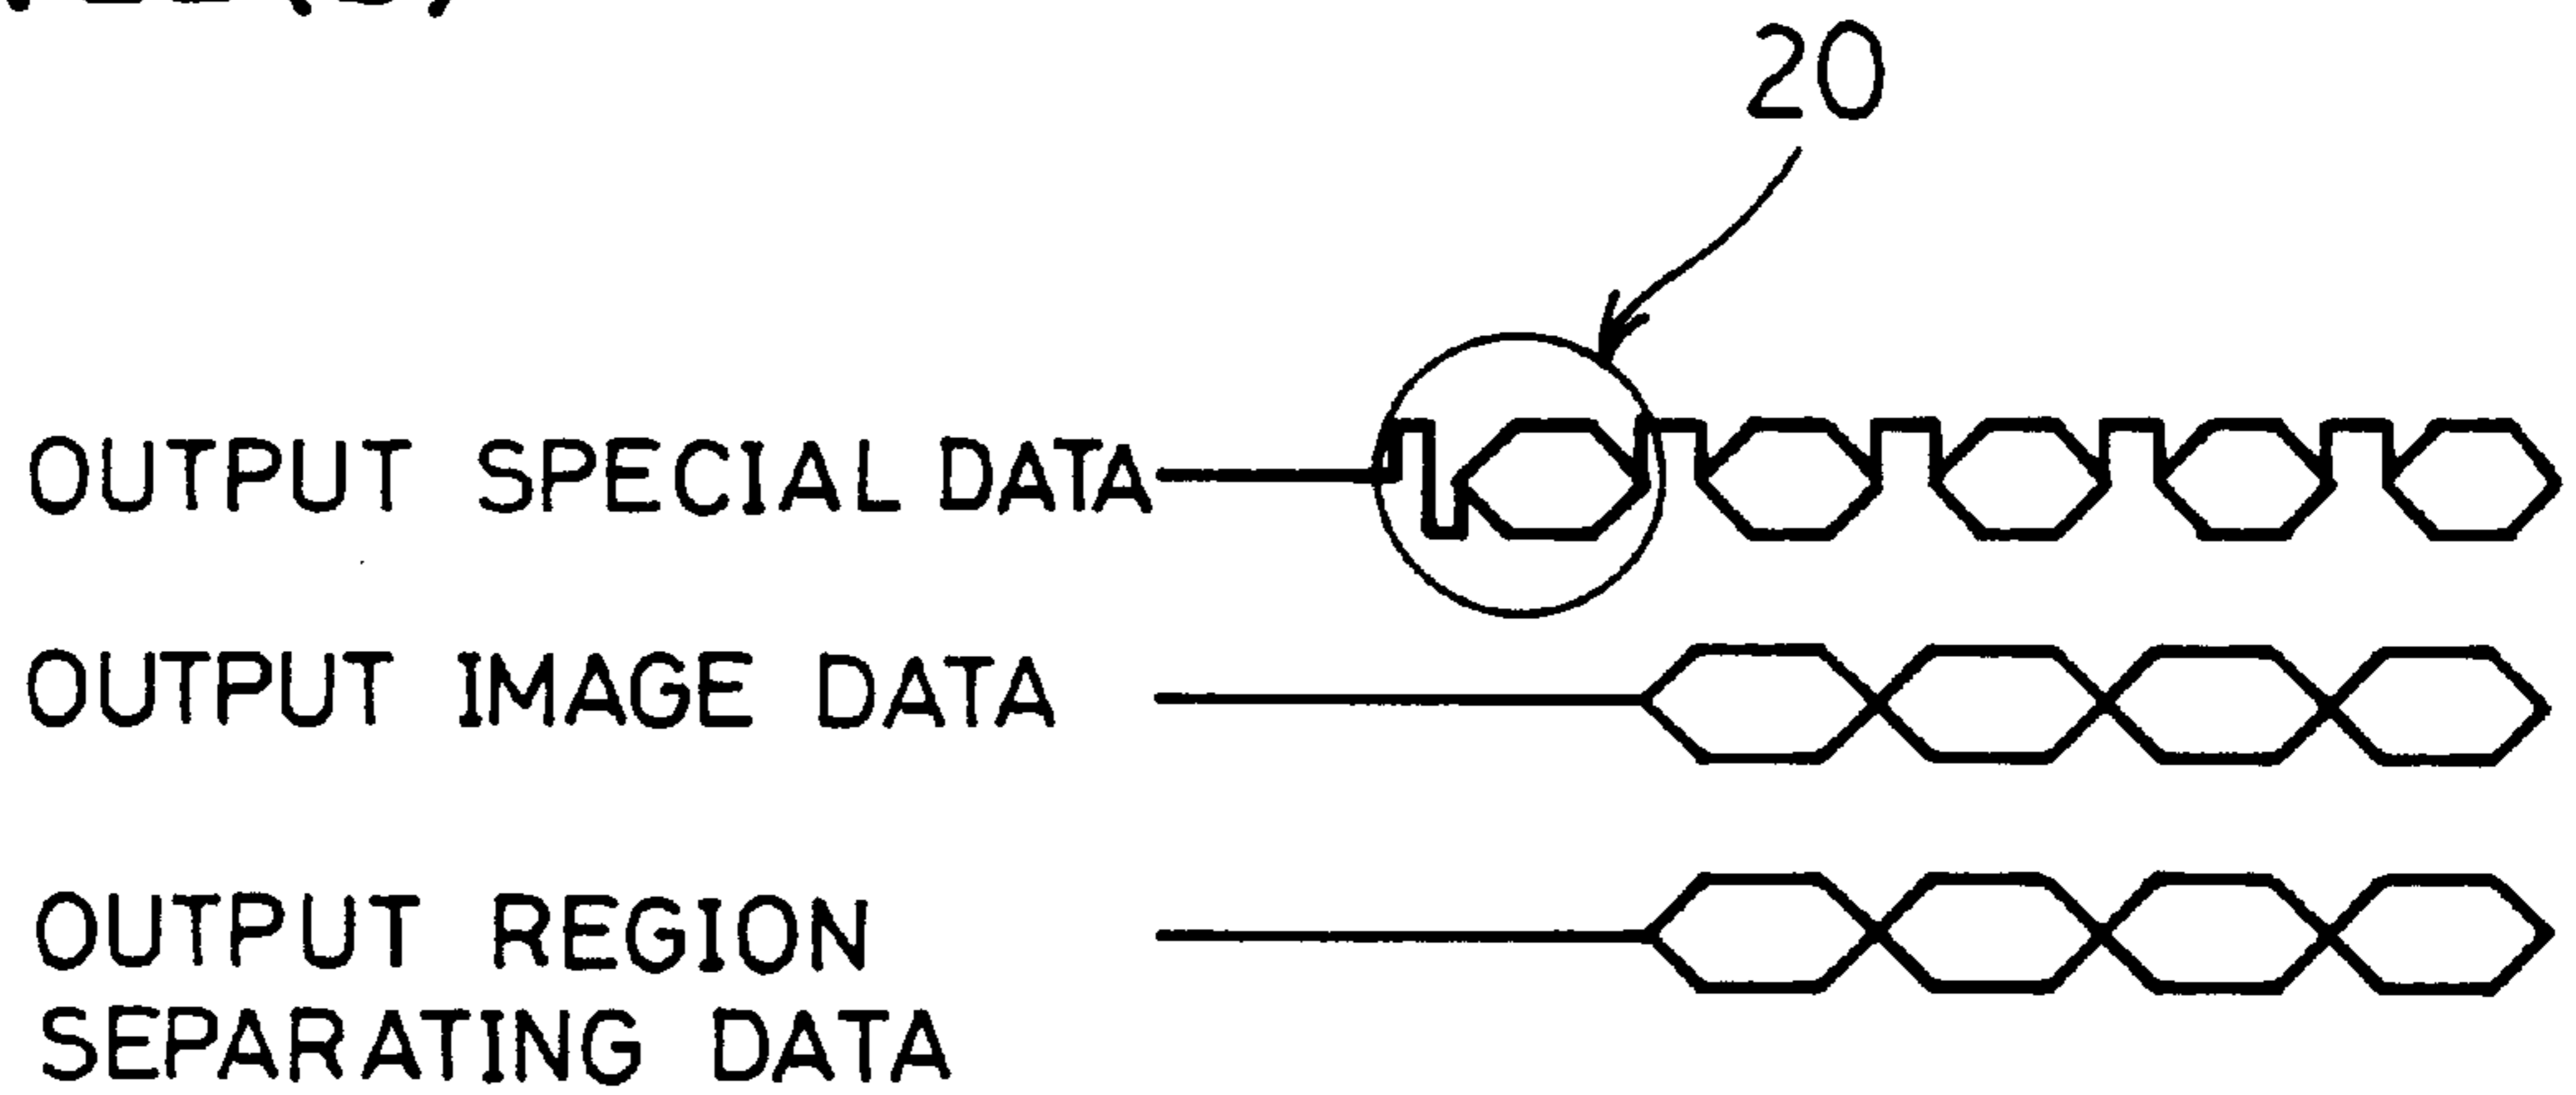 20
OUTPUT SPECIAL DATA
OUTPUT IMAGE DATA
OUTPUT REGION
SEPARATING DATA